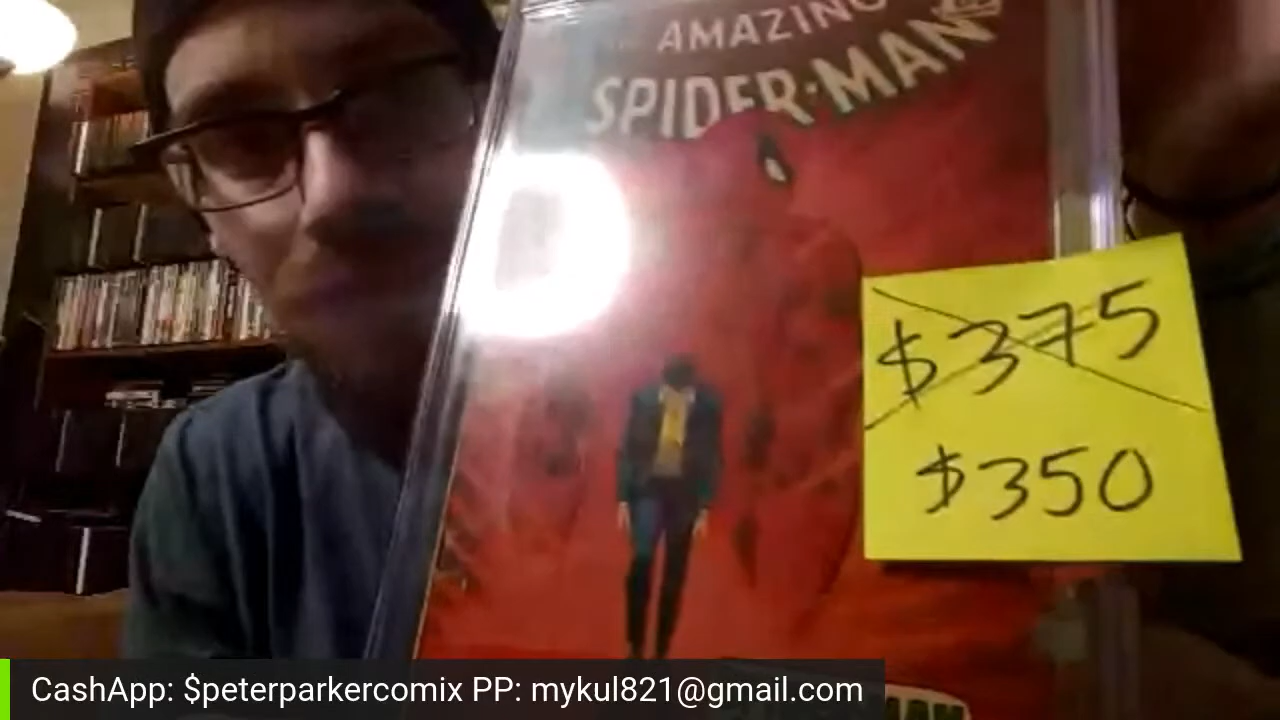 AMAZING
SPIDER-MAN
$375
$350
CashApp: $peterparkercomix PP: mykul821@gmail.com